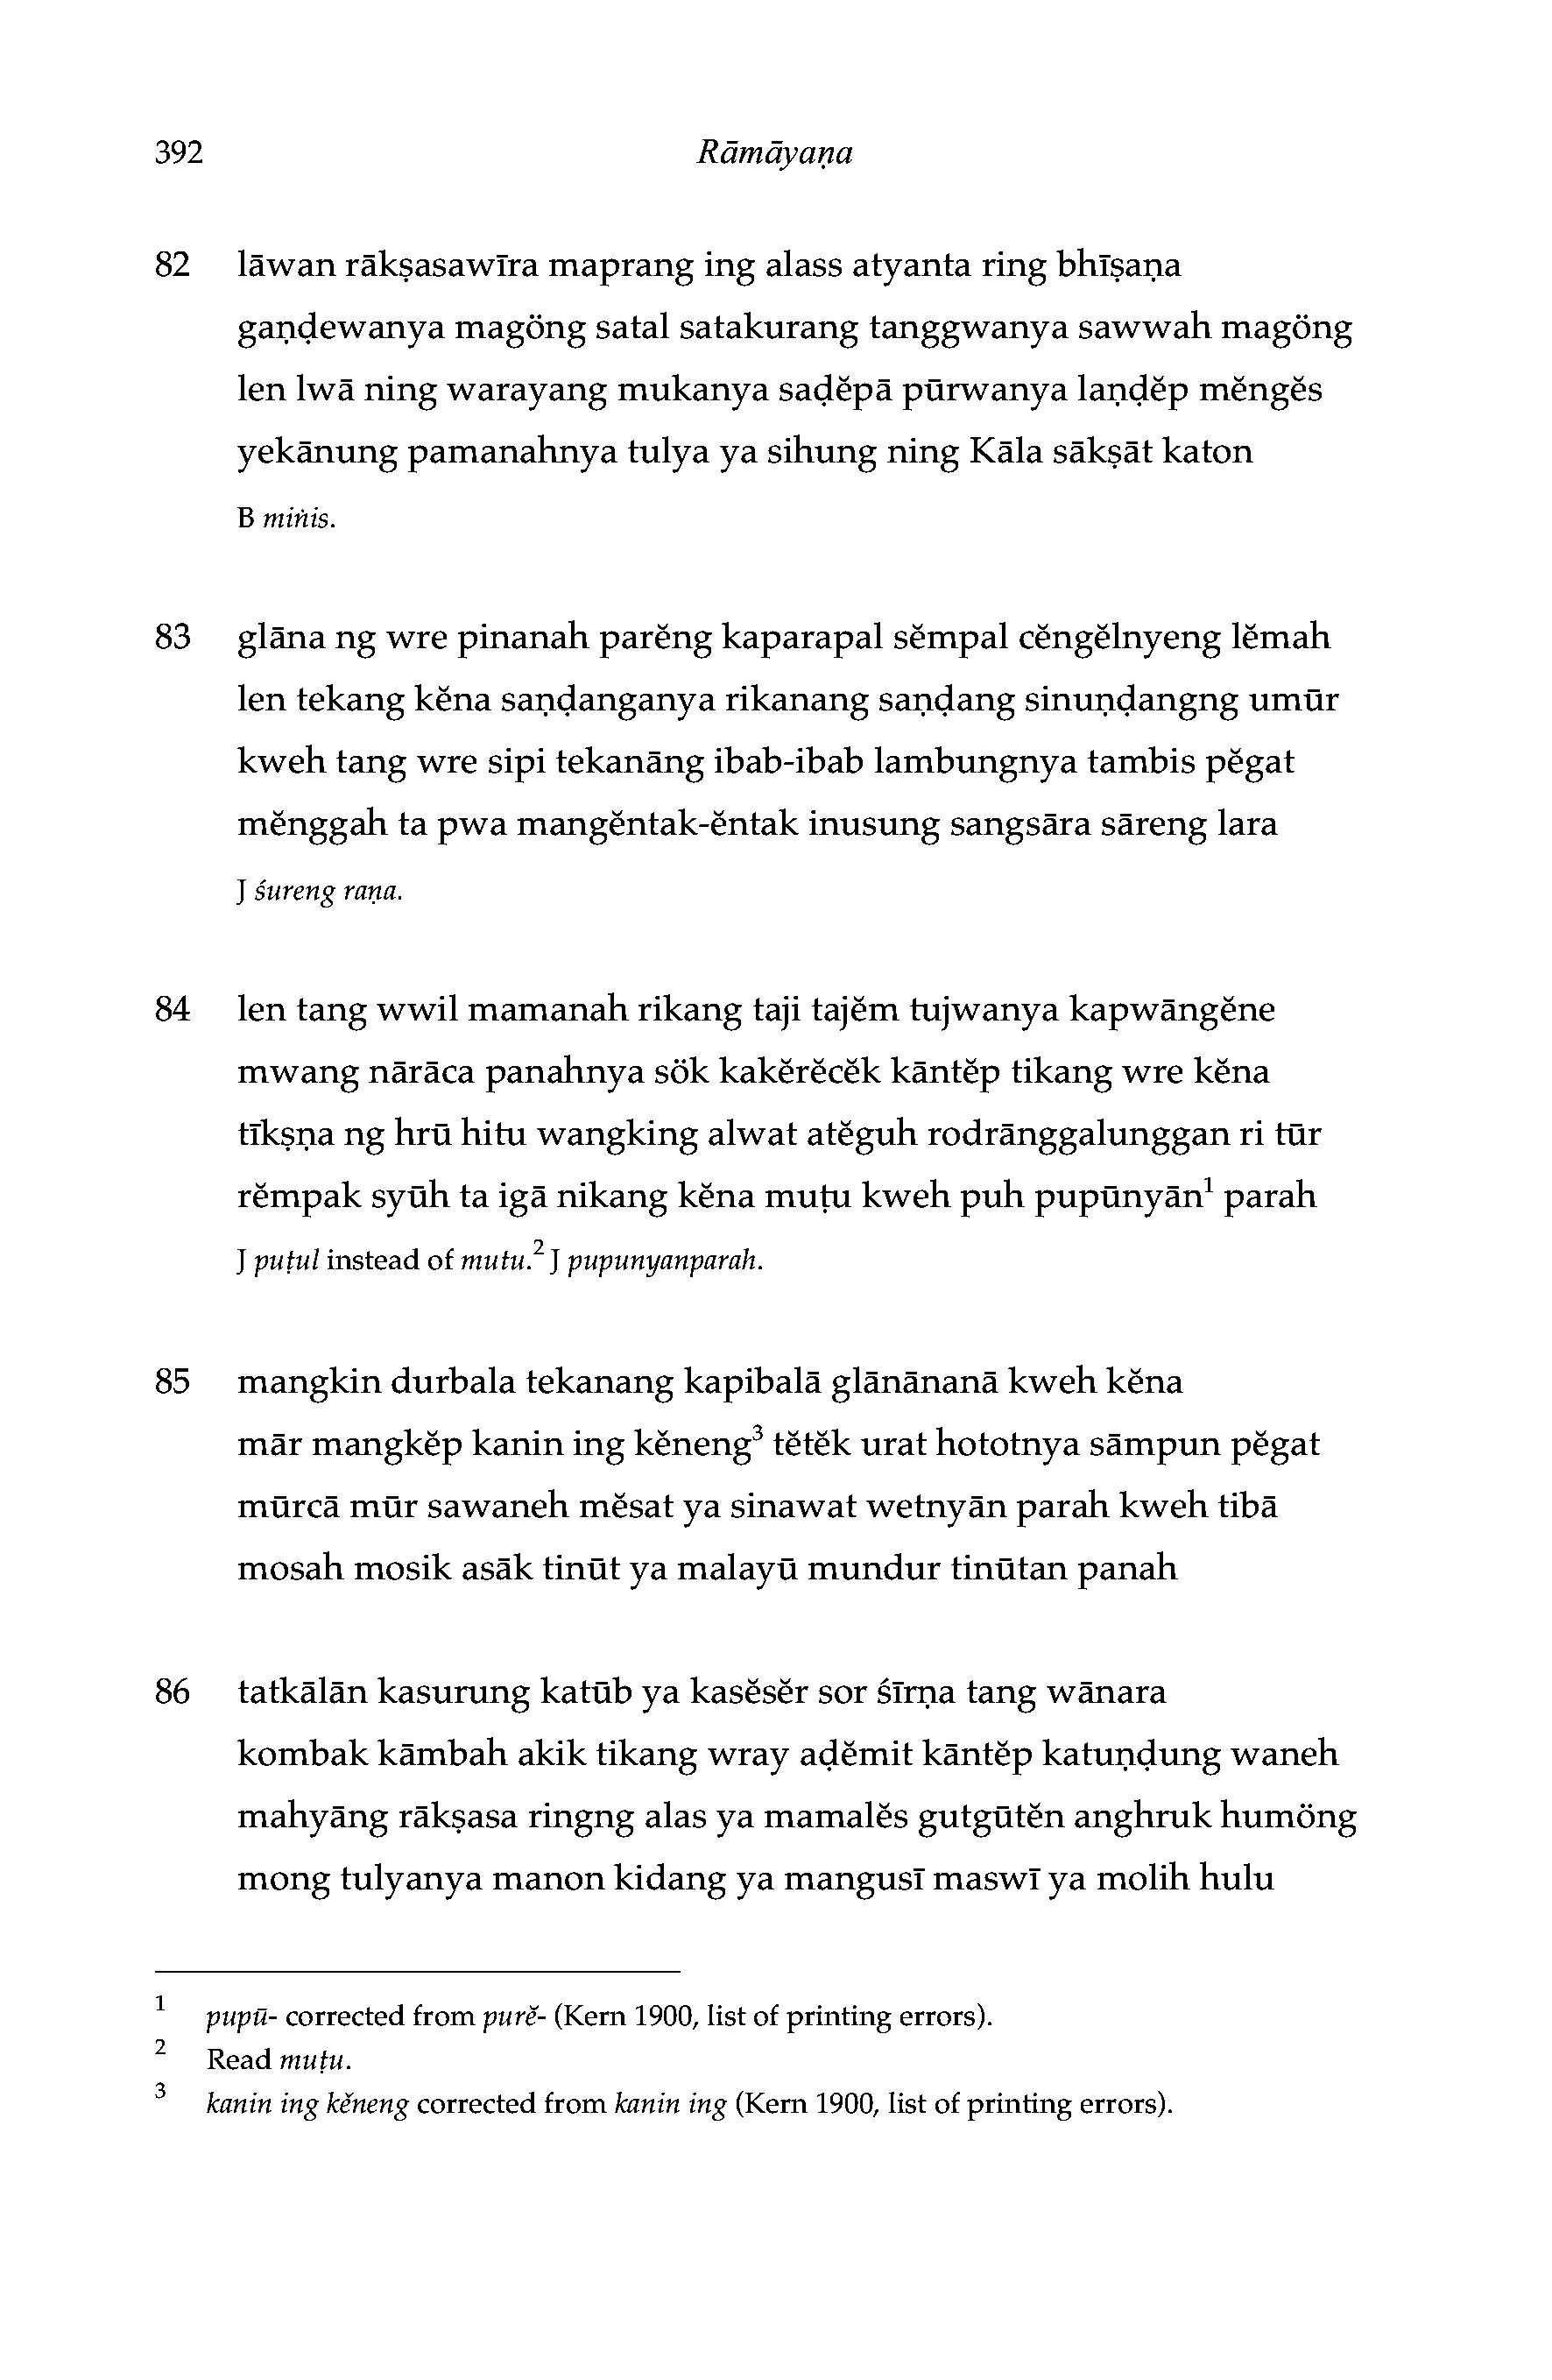 392 Rāmāyaṇa
82 lāwan rākṣasawīra maprang ing alass atyanta ring bhīṣaṇa
gaṇḍewanya magöng satal satakurang tanggwanya sawwah magöng
len lwā ning warayang mukanya saḍĕpā pūrwanya laṇḍĕp mĕngĕs
yekānung pamanahnya tulya ya sihung ning Kāla sākṣāt katon
B miṅis.
83 glāna ng wre pinanah parĕng kaparapal sĕmpal cĕngĕlnyeng lĕmah
len tekang kĕna saṇḍanganya rikanang saṇḍang sinuṇḍangng umūr
kweh tang wre sipi tekanāng ibab-ibab lambungnya tambis pĕgat
mĕnggah ta pwa mangĕntak-ĕntak inusung sangsāra sāreng lara
J śureng raṇa.
84 len tang wwil mamanah rikang taji tajĕm tujwanya kapwāngĕne
mwang nārāca panahnya sök kakĕrĕcĕk kāntĕp tikang wre kĕna
tīkṣṇa ng hrū hitu wangking alwat atĕguh rodrānggalunggan ri tūr
rĕmpak syūh ta igā nikang kĕna muṭu kweh puh pupūnyān¹ parah
J puṭul instead of mutu.² J pupunyanparah.
85 mangkin durbala tekanang kapibalā glānānanā kweh kĕna
mār mangkĕp kanin ing kĕneng³ tĕtĕk urat hototnya sāmpun pĕgat
mūrcā mūr sawaneh mĕsat ya sinawat wetnyān parah kweh tibā
mosah mosik asāk tinūt ya malayū mundur tinūtan panah
86 tatkālān kasurung katūb ya kasĕsĕr sor śīrṇa tang wānara
kombak kāmbah akik tikang wray aḍĕmit kāntĕp katuṇḍung waneh
mahyāng rākṣasa ringng alas ya mamalĕs gutgūtĕn anghruk humöng
mong tulyanya manon kidang ya mangusī maswī ya molih hulu
1 pupū- corrected from purĕ- (Kern 1900, list of printing errors).
2 Read muṭu.
3 kanin ing kĕneng corrected from kanin ing (Kern 1900, list of printing errors).